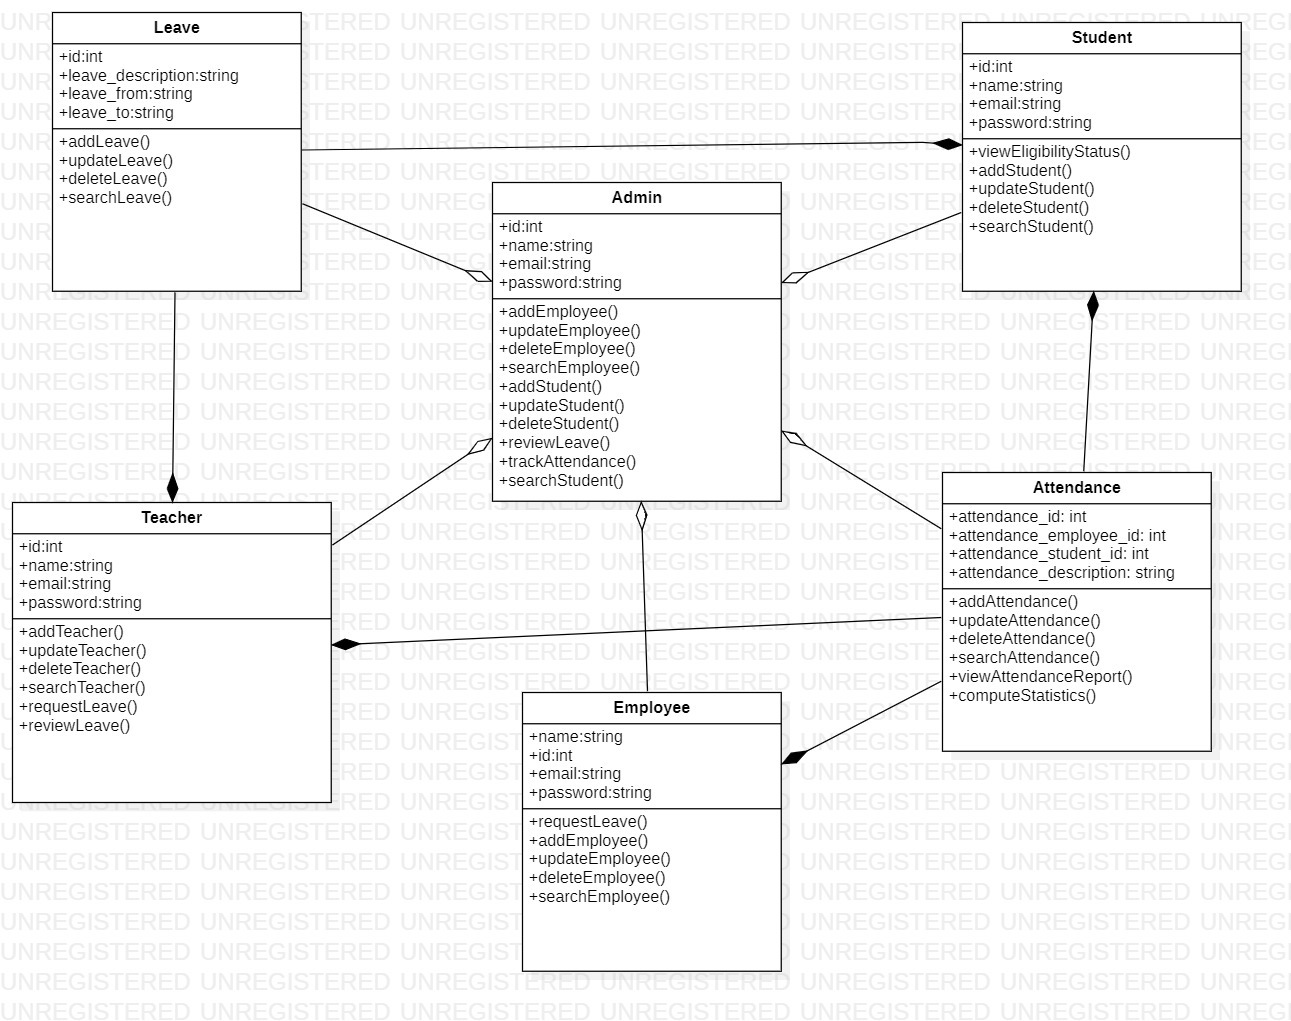 Leave
+id:int
+leave_description:string
+leave_from:string
+leave_to:string
+addLeave()
+updateLeave()
+deleteLeave()
+searchLeave()
Student
+id:int
+name:string
+email:string
+password:string
+viewEligibilityStatus()
+addStudent()
+updateStudent()
+deleteStudent()
+searchStudent()
Admin
+id:int
+name:string
+email:string
+password:string
+addEmployee()
+updateEmployee()
+deleteEmployee()
+searchEmployee()
+addStudent()
+updateStudent()
+deleteStudent()
+reviewLeave()
+trackAttendance()
+searchStudent()
Teacher
+id:int
+name:string
+email:string
+password:string
+addTeacher()
+updateTeacher()
+deleteTeacher()
+searchTeacher()
+requestLeave()
+reviewLeave()
Attendance
+attendance_id: int
+attendance_employee_id: int
+attendance_student_id: int
+attendance_description: string
+addAttendance()
+updateAttendance()
+deleteAttendance()
+searchAttendance()
+viewAttendanceReport()
+computeStatistics()
Employee
+name:string
+id:int
+email:string
+password:string
+requestLeave()
+addEmployee()
+updateEmployee()
+deleteEmployee()
+searchEmployee()
UNREGISTERED UNREGISTERED UNREGISTERED UNREGISTERED UNREGISTERED UNREGISTERED